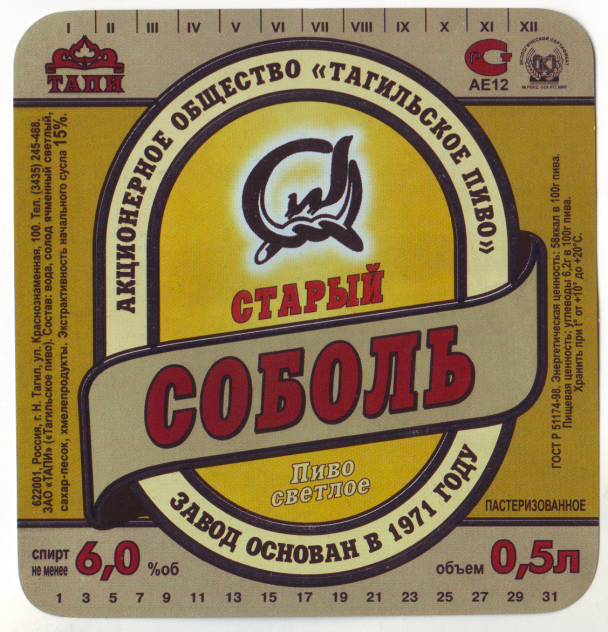 I II III IV V VI VII VIII IX X XI XII
ТАПИ
АЕ12
АКЦИОНЕРНОЕ ОБЩЕСТВО «ТАГИЛЬСКОЕ ПИВО»
СТАРЫЙ
СОБОЛЬ
Пиво
светлое
ЗАВОД ОСНОВАН В 1971 ГОДУ
622001, Россия, г. Н. Тагил, ул. Краснознаменная, 100. Тел. (3435) 245-488.
ЗАО «ТАПИ» («Тагильское пиво). Состав: вода, солод ячменный светлый,
сахар-песок, хмелепродукты. Экстрактивность начального сусла 15%.
ГОСТ Р 51174-98. Энергетическая ценность: 58ккал в 100г пива.
Пищевая ценность: углеводы 6,2г в 100г пива.
Хранить при t° от +10° до +20°С.
ПАСТЕРИЗОВАННОЕ
спирт
не менее
6,0 %об
объем 0,5л
1 3 5 7 9 11 13 15 17 19 21 23 25 27 29 31